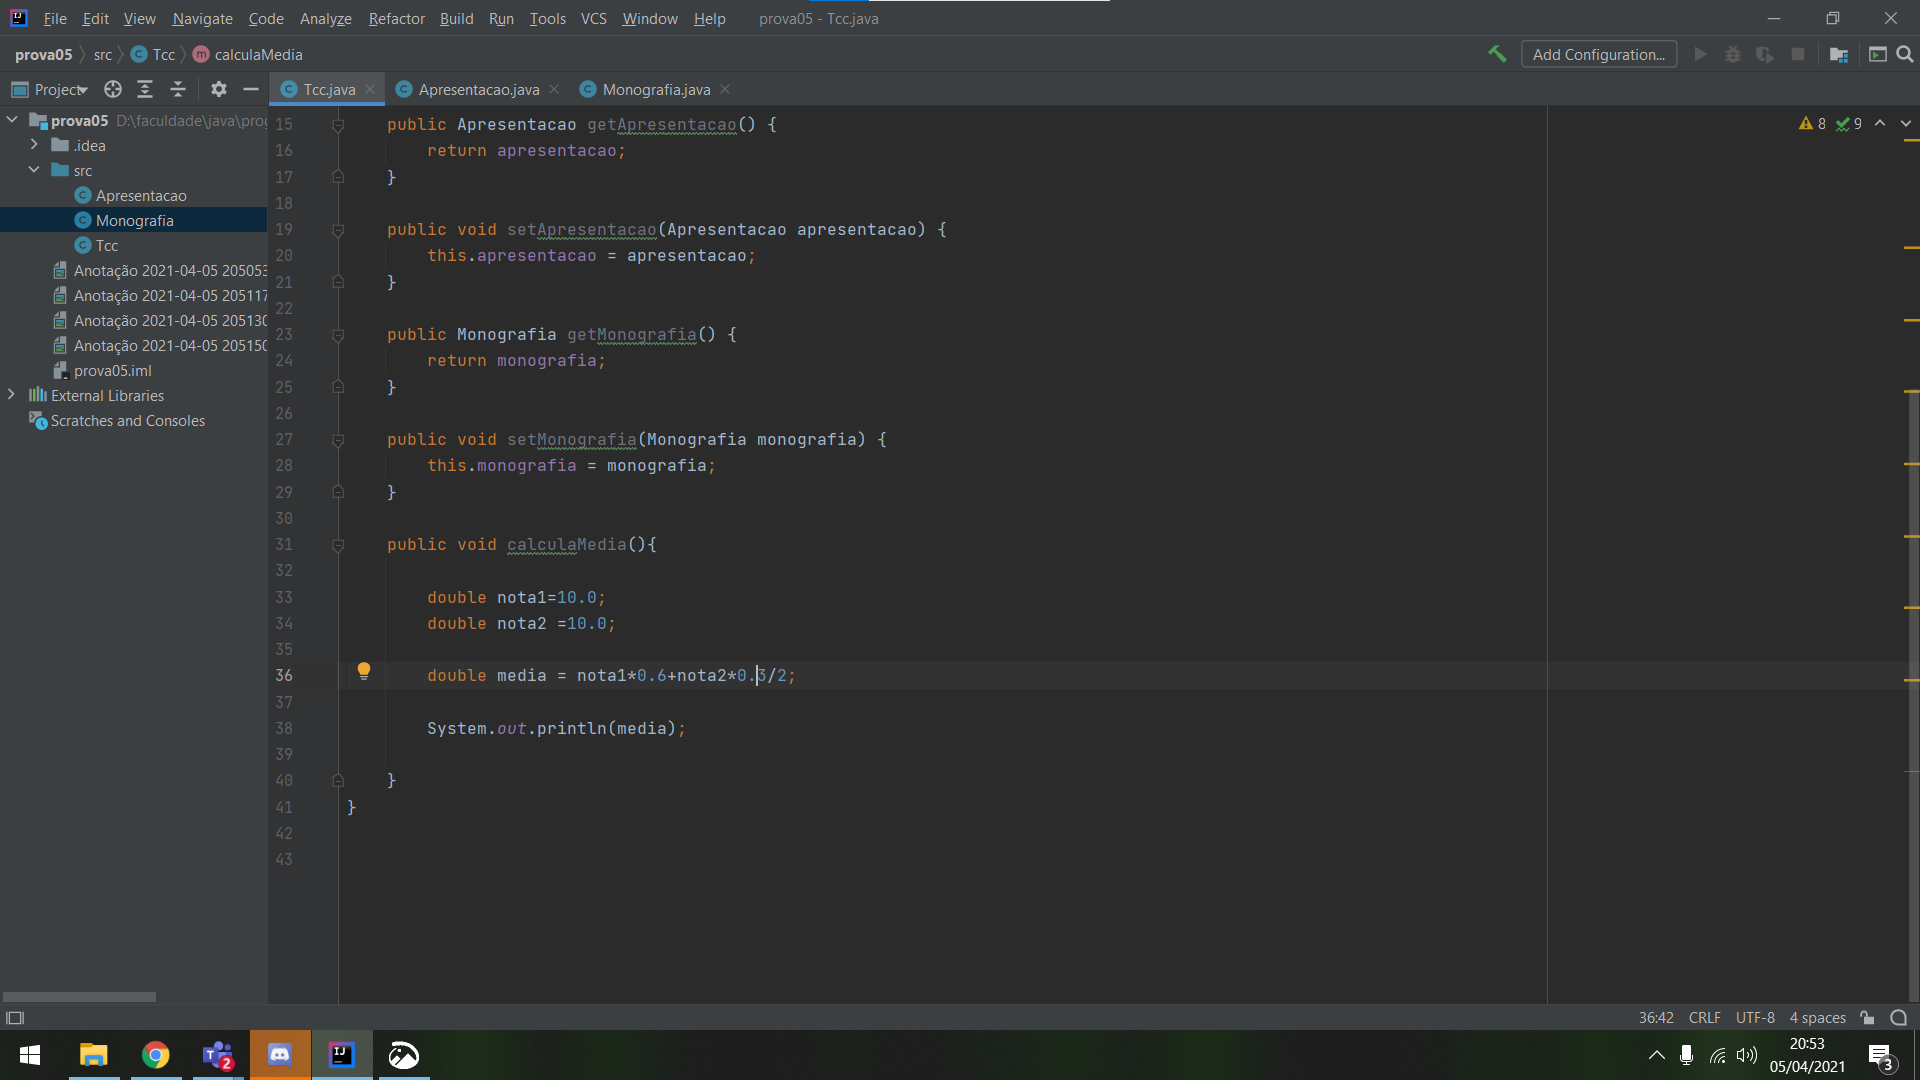 File Edit View Navigate Code Analyze Refactor Build Run Tools VCS Window Help prova05 - Tcc.java
prova05 src Tcc calculaMedia Add Configuration...
Project Tcc.java Apresentacao.java Monografia.java
prova05 D:\faculdade\java\pro
.idea
src
Apresentacao
Monografia
Tcc
Anotação 2021-04-05 205053
Anotação 2021-04-05 205117
Anotação 2021-04-05 205130
Anotação 2021-04-05 205150
prova05.iml
External Libraries
Scratches and Consoles
8 9
15 public Apresentacao getApresentacao() {
16 return apresentacao;
17 }
18
19 public void setApresentacao(Apresentacao apresentacao) {
20 this.apresentacao = apresentacao;
21 }
22
23 public Monografia getMonografia() {
24 return monografia;
25 }
26
27 public void setMonografia(Monografia monografia) {
28 this.monografia = monografia;
29 }
30
31 public void calculaMedia(){
32
33 double nota1=10.0;
34 double nota2 =10.0;
35
36 double media = nota1*0.6+nota2*0.3/2;
37
38 System.out.println(media);
39
40 }
41 }
42
43
36:42 CRLF UTF-8 4 spaces
20:53
05/04/2021
2
3